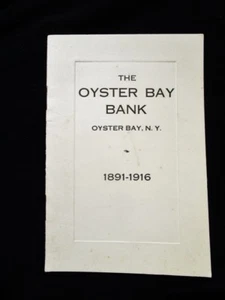 THE
OYSTER BAY
BANK
OYSTER BAY, N. Y.
1891-1916